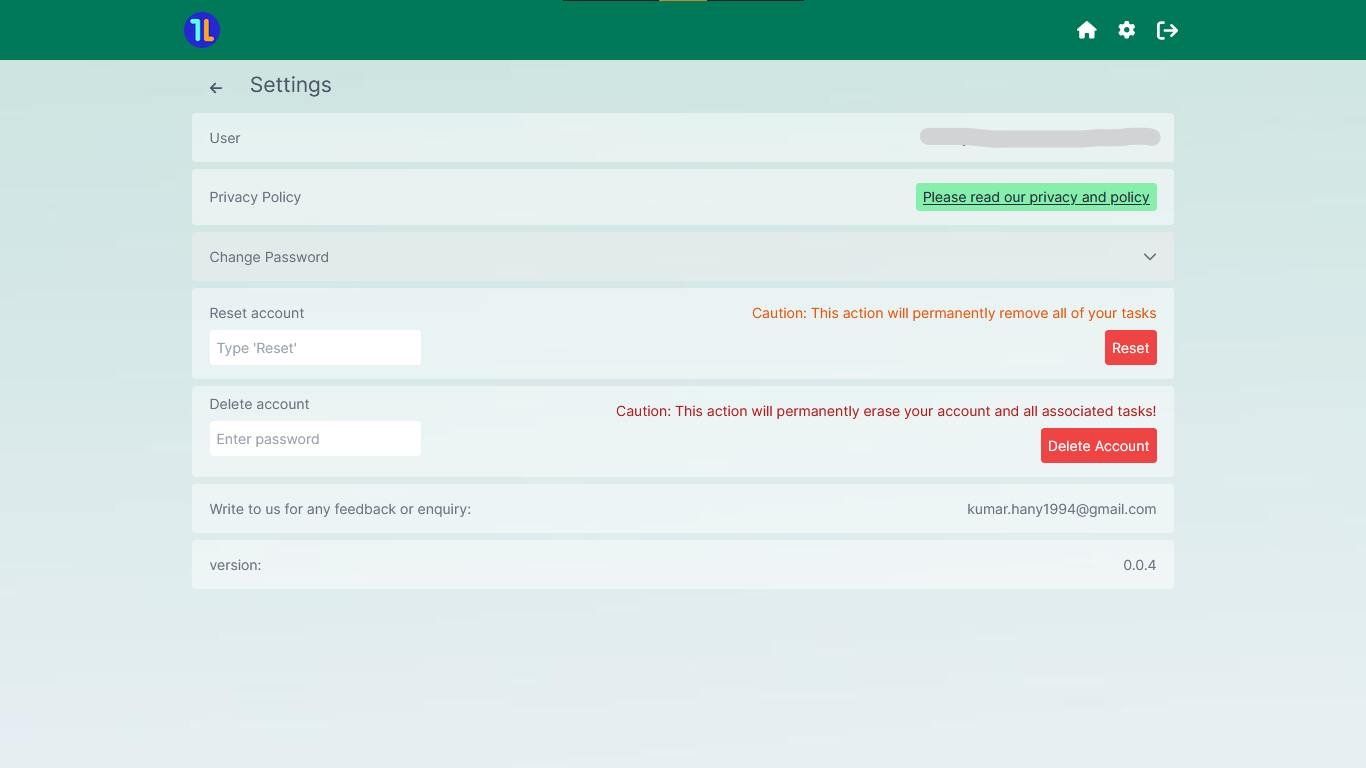 Settings
User
Privacy Policy Please read our privacy and policy
Change Password
Reset account Caution: This action will permanently remove all of your tasks
Type 'Reset' Reset
Delete account Caution: This action will permanently erase your account and all associated tasks!
Enter password Delete Account
Write to us for any feedback or enquiry: kumar.hany1994@gmail.com
version: 0.0.4